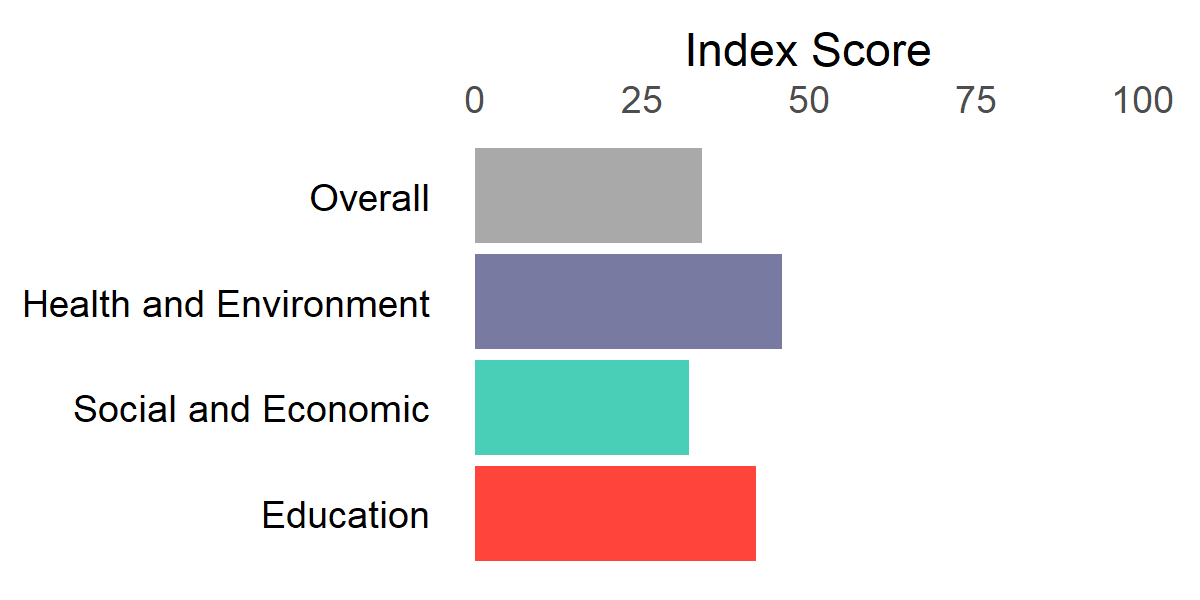 Index Score
0 25 50 75 100
Overall
Health and Environment
Social and Economic
Education